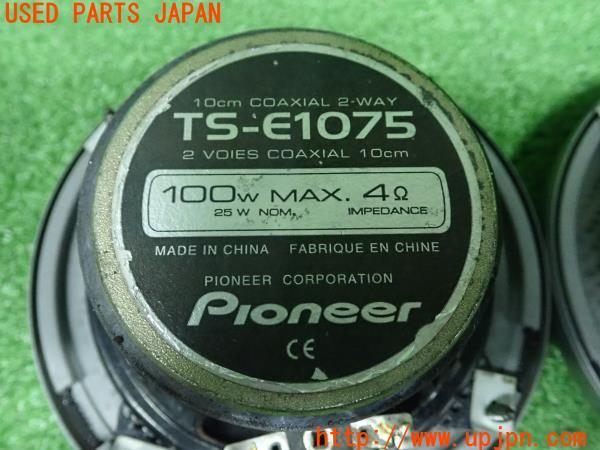 USED PARTS JAPAN
10cm COAXIAL 2-WAY
TS-E1075
2 VOIES COAXIAL 10cm
100W MAX. 4Ω
25 W NOM. IMPEDANCE
MADE IN CHINA FABRIQUE EN CHINE
PIONEER CORPORATION
Pioneer
CE
http://www.upjpn.com